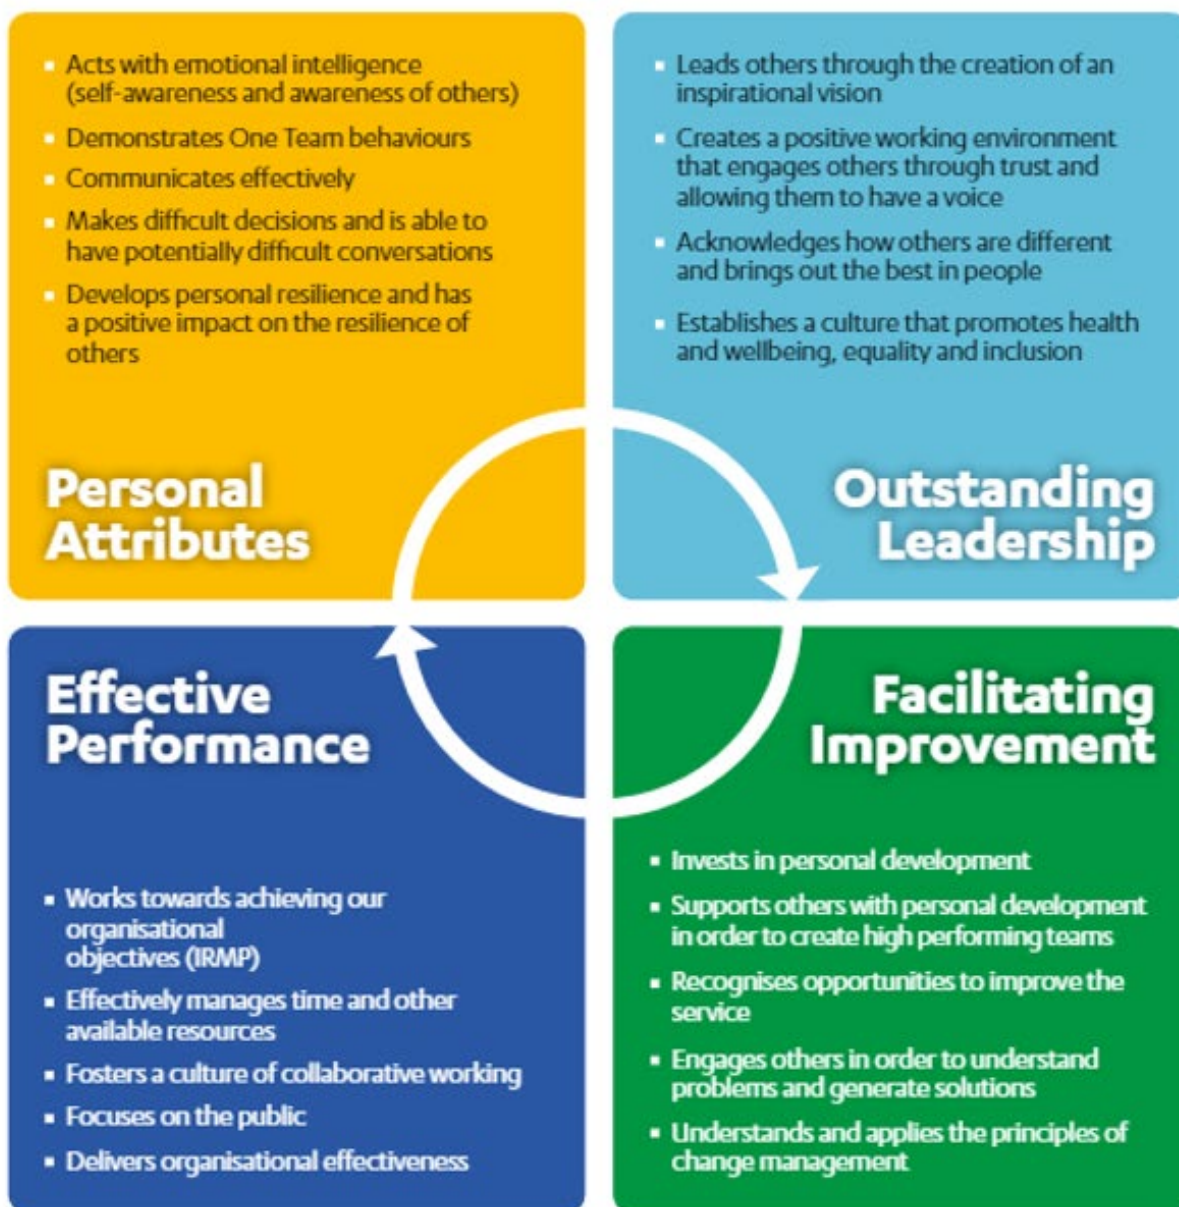 Acts with emotional intelligence
(self-awareness and awareness of others)
Demonstrates One Team behaviours
Communicates effectively
Makes difficult decisions and is able to
have potentially difficult conversations
Develops personal resilience and has
a positive impact on the resilience of
others
Personal
Attributes
Leads others through the creation of an
inspirational vision
Creates a positive working environment
that engages others through trust and
allowing them to have a voice
Acknowledges how others are different
and brings out the best in people
Establishes a culture that promotes health
and wellbeing, equality and inclusion
Outstanding
Leadership
Effective
Performance
Works towards achieving our
organisational
objectives (IRMP)
Effectively manages time and other
available resources
Fosters a culture of collaborative working
Focuses on the public
Delivers organisational effectiveness
Facilitating
Improvement
Invests in personal development
Supports others with personal development
in order to create high performing teams
Recognises opportunities to improve the
service
Engages others in order to understand
problems and generate solutions
Understands and applies the principles of
change management